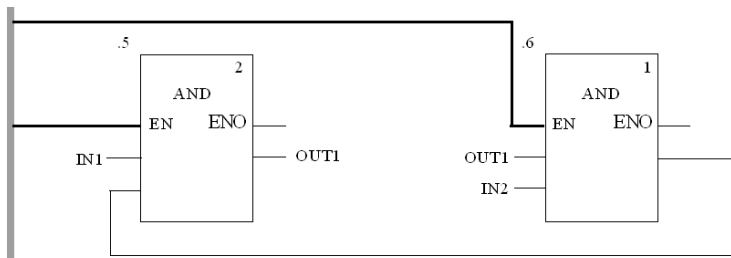 .5
2
AND
EN ENO
IN1
OUT1
.6
1
AND
EN ENO
OUT1
IN2